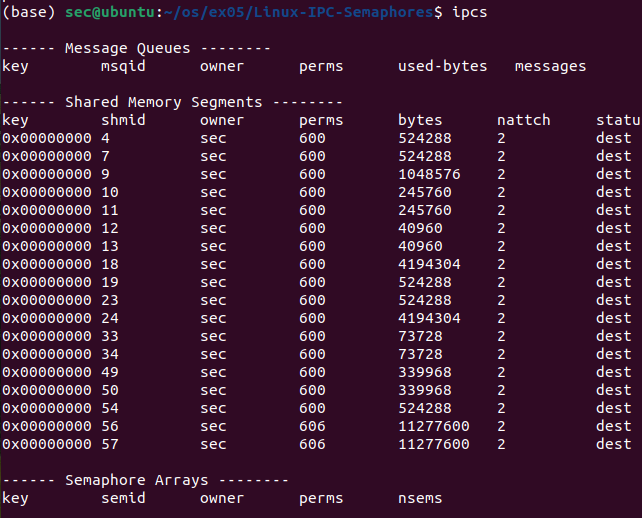 (base) sec@ubuntu:~/os/ex05/Linux-IPC-Semaphores$ ipcs
------ Message Queues --------
key        msqid      owner      perms      used-bytes   messages
------ Shared Memory Segments --------
key        shmid      owner      perms      bytes      nattch     statu
0x00000000 4          sec        600        524288     2          dest
0x00000000 7          sec        600        524288     2          dest
0x00000000 9          sec        600        1048576    2          dest
0x00000000 10         sec        600        245760     2          dest
0x00000000 11         sec        600        245760     2          dest
0x00000000 12         sec        600        40960      2          dest
0x00000000 13         sec        600        40960      2          dest
0x00000000 18         sec        600        4194304    2          dest
0x00000000 19         sec        600        524288     2          dest
0x00000000 23         sec        600        524288     2          dest
0x00000000 24         sec        600        4194304    2          dest
0x00000000 33         sec        600        73728      2          dest
0x00000000 34         sec        600        73728      2          dest
0x00000000 49         sec        600        339968     2          dest
0x00000000 50         sec        600        339968     2          dest
0x00000000 54         sec        600        524288     2          dest
0x00000000 56         sec        606        11277600   2          dest
0x00000000 57         sec        606        11277600   2          dest
------ Semaphore Arrays --------
key        semid      owner      perms      nsems